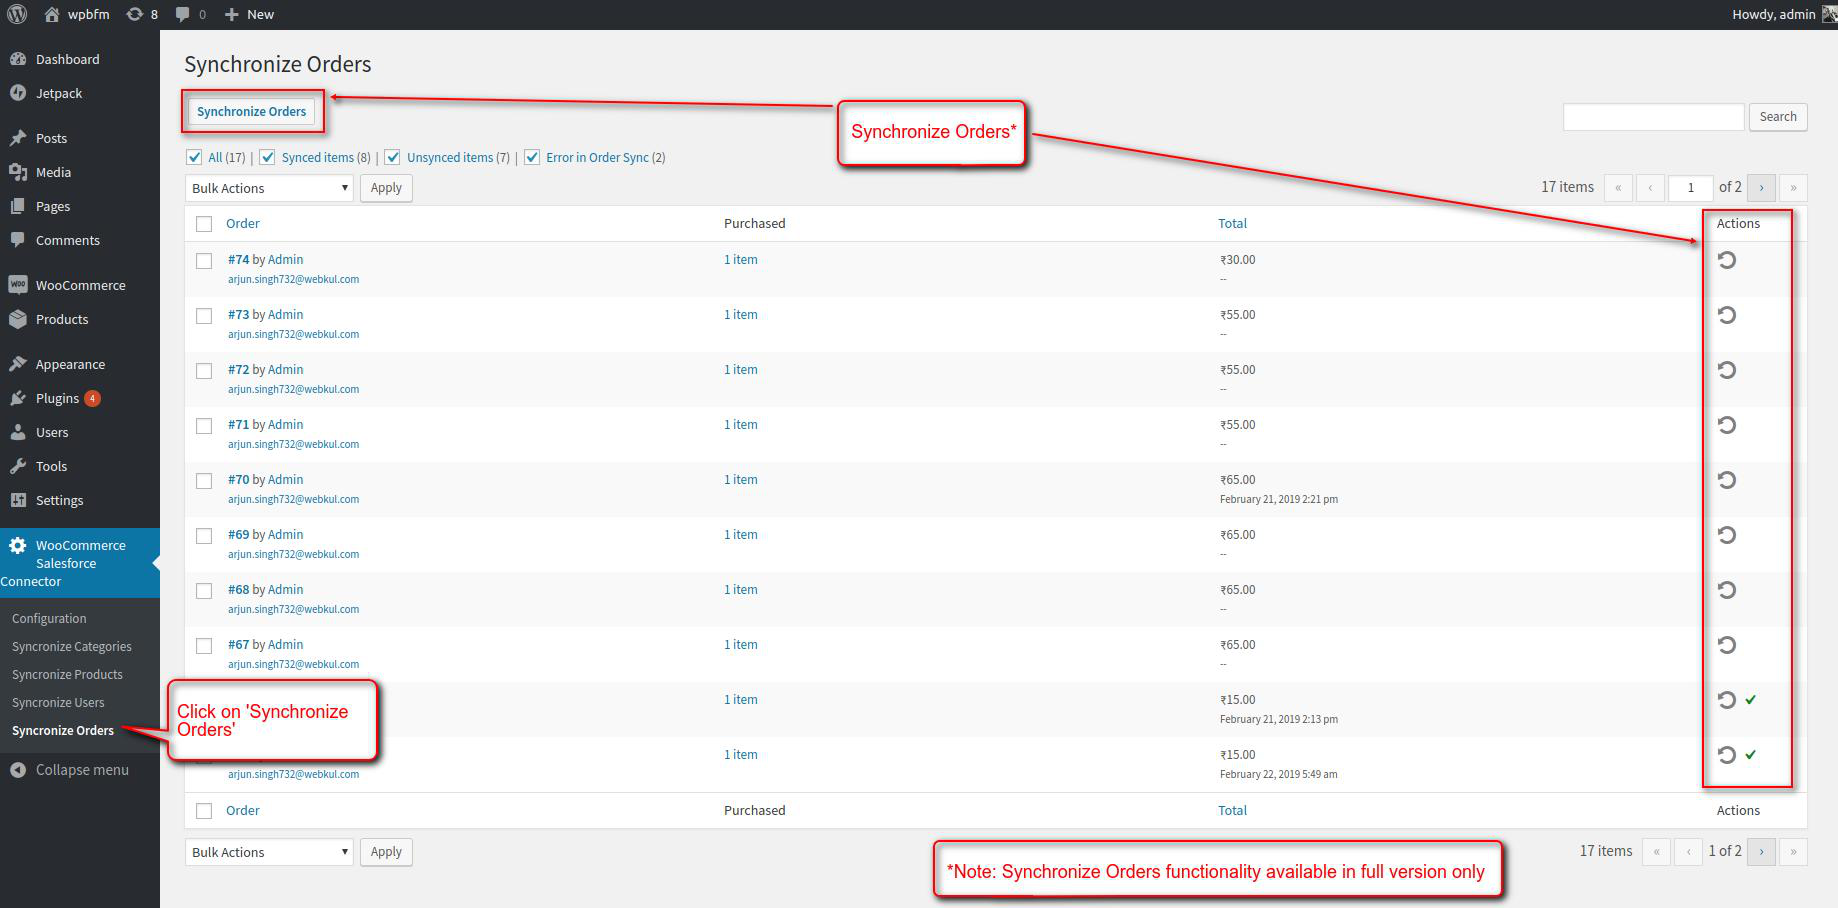 wpbfm 8 0 New Howdy, admin
Dashboard
Jetpack
Posts
Media
Pages
Comments
WooCommerce
Products
Appearance
Plugins 4
Users
Tools
Settings
WooCommerce
Salesforce
Connector
Configuration
Syncronize Categories
Syncronize Products
Syncronize Users
Syncronize Orders
Collapse menu
Synchronize Orders
Synchronize Orders
Synchronize Orders*
Search
All (17) | Synced items (8) | Unsynced items (7) | Error in Order Sync (2)
Bulk Actions Apply
17 items « ‹ 1 of 2 › »
Order Purchased Total Actions
#74 by Admin 1 item ₹30.00
arjun.singh732@webkul.com --
#73 by Admin 1 item ₹55.00
arjun.singh732@webkul.com --
#72 by Admin 1 item ₹55.00
arjun.singh732@webkul.com --
#71 by Admin 1 item ₹55.00
arjun.singh732@webkul.com --
#70 by Admin 1 item ₹65.00
arjun.singh732@webkul.com February 21, 2019 2:21 pm
#69 by Admin 1 item ₹65.00
arjun.singh732@webkul.com --
#68 by Admin 1 item ₹65.00
arjun.singh732@webkul.com --
#67 by Admin 1 item ₹65.00
arjun.singh732@webkul.com --
1 item ₹15.00
February 21, 2019 2:13 pm
Click on 'Synchronize
Orders'
1 item ₹15.00
arjun.singh732@webkul.com February 22, 2019 5:49 am
Order Purchased Total Actions
Bulk Actions Apply
17 items « ‹ 1 of 2 › »
*Note: Synchronize Orders functionality available in full version only